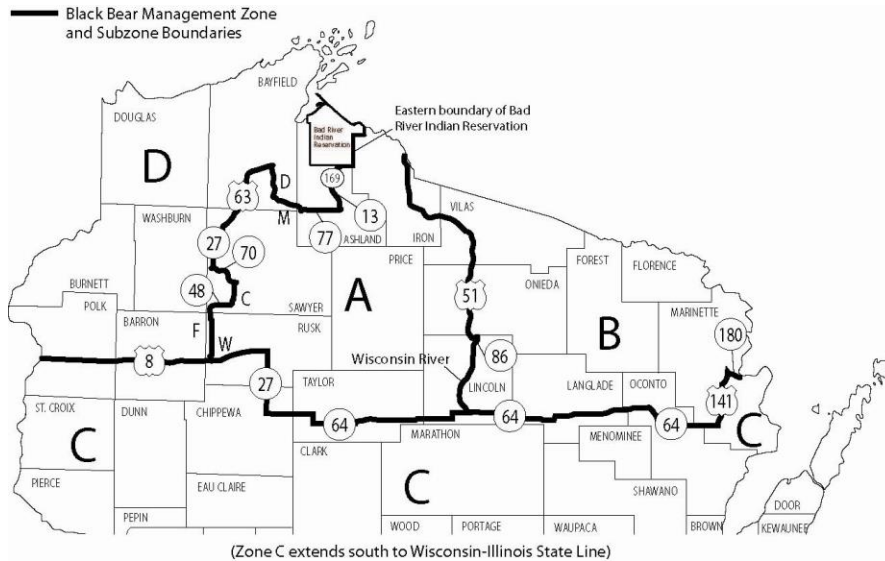 Black Bear Management Zone
and Subzone Boundaries
BAYFIELD
Eastern boundary of Bad
River Indian Reservation
DOUGLAS
Bad River
Indian
Reservation
D
169
D
63
M
13
VILAS
WASHBURN
77
ASHLAND
IRON
27
70
PRICE
FOREST
FLORENCE
BURNETT
48
C
A
ONIEDA
POLK
SAWYER
51
MARINETTE
BARRON
F
W
RUSK
B
180
8
Wisconsin River
86
27
TAYLOR
LINCOLN
LANGLADE
OCONTO
141
ST. CROIX
DUNN
CHIPPEWA
64
64
64
C
C
MARATHON
MENOMINEE
CLARK
C
PIERCE
EAU CLAIRE
SHAWANO
PEPIN
WOOD
PORTAGE
WAUPACA
BROWN
DOOR
KEWAUNEE
(Zone C extends south to Wisconsin-Illinois State Line)